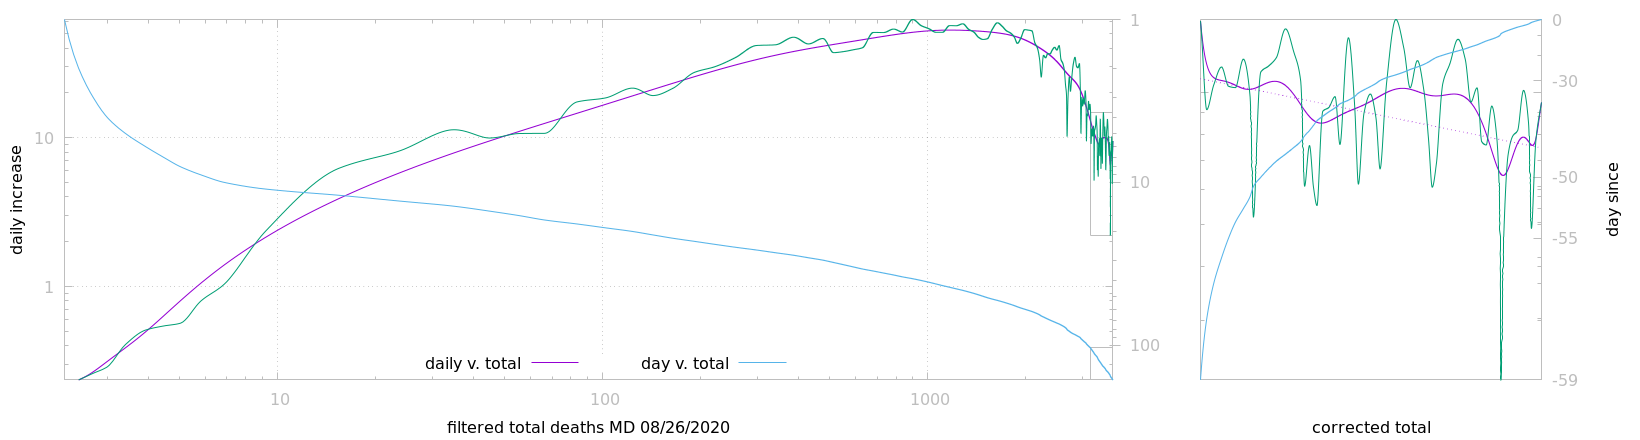 daily increase
10
1
daily v. total
day v. total
10
100
1000
filtered total deaths MD 08/26/2020
1
10
100
0
-30
-50
-55
-59
day since
corrected total